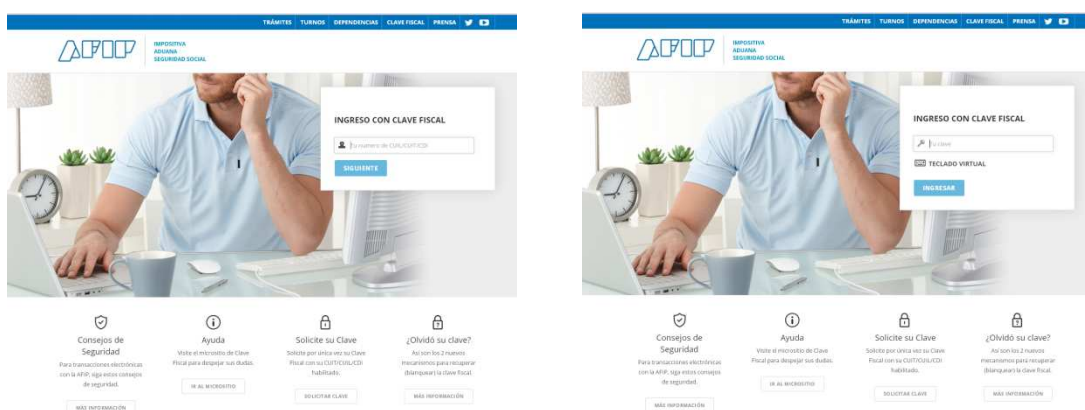 TRÁMITES TURNOS DEPENDENCIAS CLAVE FISCAL PRENSA
AFIP
IMPOSITIVA
ADUANA
SEGURIDAD SOCIAL
INGRESO CON CLAVE FISCAL
Tu numero de CUIL/CUIT/CDI
SIGUIENTE
Consejos de
Seguridad
Para transacciones electrónicas
con la AFIP, siga estos consejos
de seguridad.
MÁS INFORMACIÓN
Ayuda
Visite el micrositio de Clave
Fiscal para despejar sus dudas.
IR AL MICROSITIO
Solicite su Clave
Solicite por única vez su Clave
Fiscal con su CUIT/CUIL/CDI
habilitado.
SOLICITAR CLAVE
¿Olvidó su clave?
Así son los 2 nuevos
mecanismos para recuperar
(blanquear) la clave fiscal.
MÁS INFORMACIÓN
TRÁMITES TURNOS DEPENDENCIAS CLAVE FISCAL PRENSA
AFIP
IMPOSITIVA
ADUANA
SEGURIDAD SOCIAL
INGRESO CON CLAVE FISCAL
Tu clave
TECLADO VIRTUAL
INGRESAR
Consejos de
Seguridad
Para transacciones electrónicas
con la AFIP, siga estos consejos
de seguridad.
MÁS INFORMACIÓN
Ayuda
Visite el micrositio de Clave
Fiscal para despejar sus dudas.
IR AL MICROSITIO
Solicite su Clave
Solicite por única vez su Clave
Fiscal con su CUIT/CUIL/CDI
habilitado.
SOLICITAR CLAVE
¿Olvidó su clave?
Así son los 2 nuevos
mecanismos para recuperar
(blanquear) la clave fiscal.
MÁS INFORMACIÓN